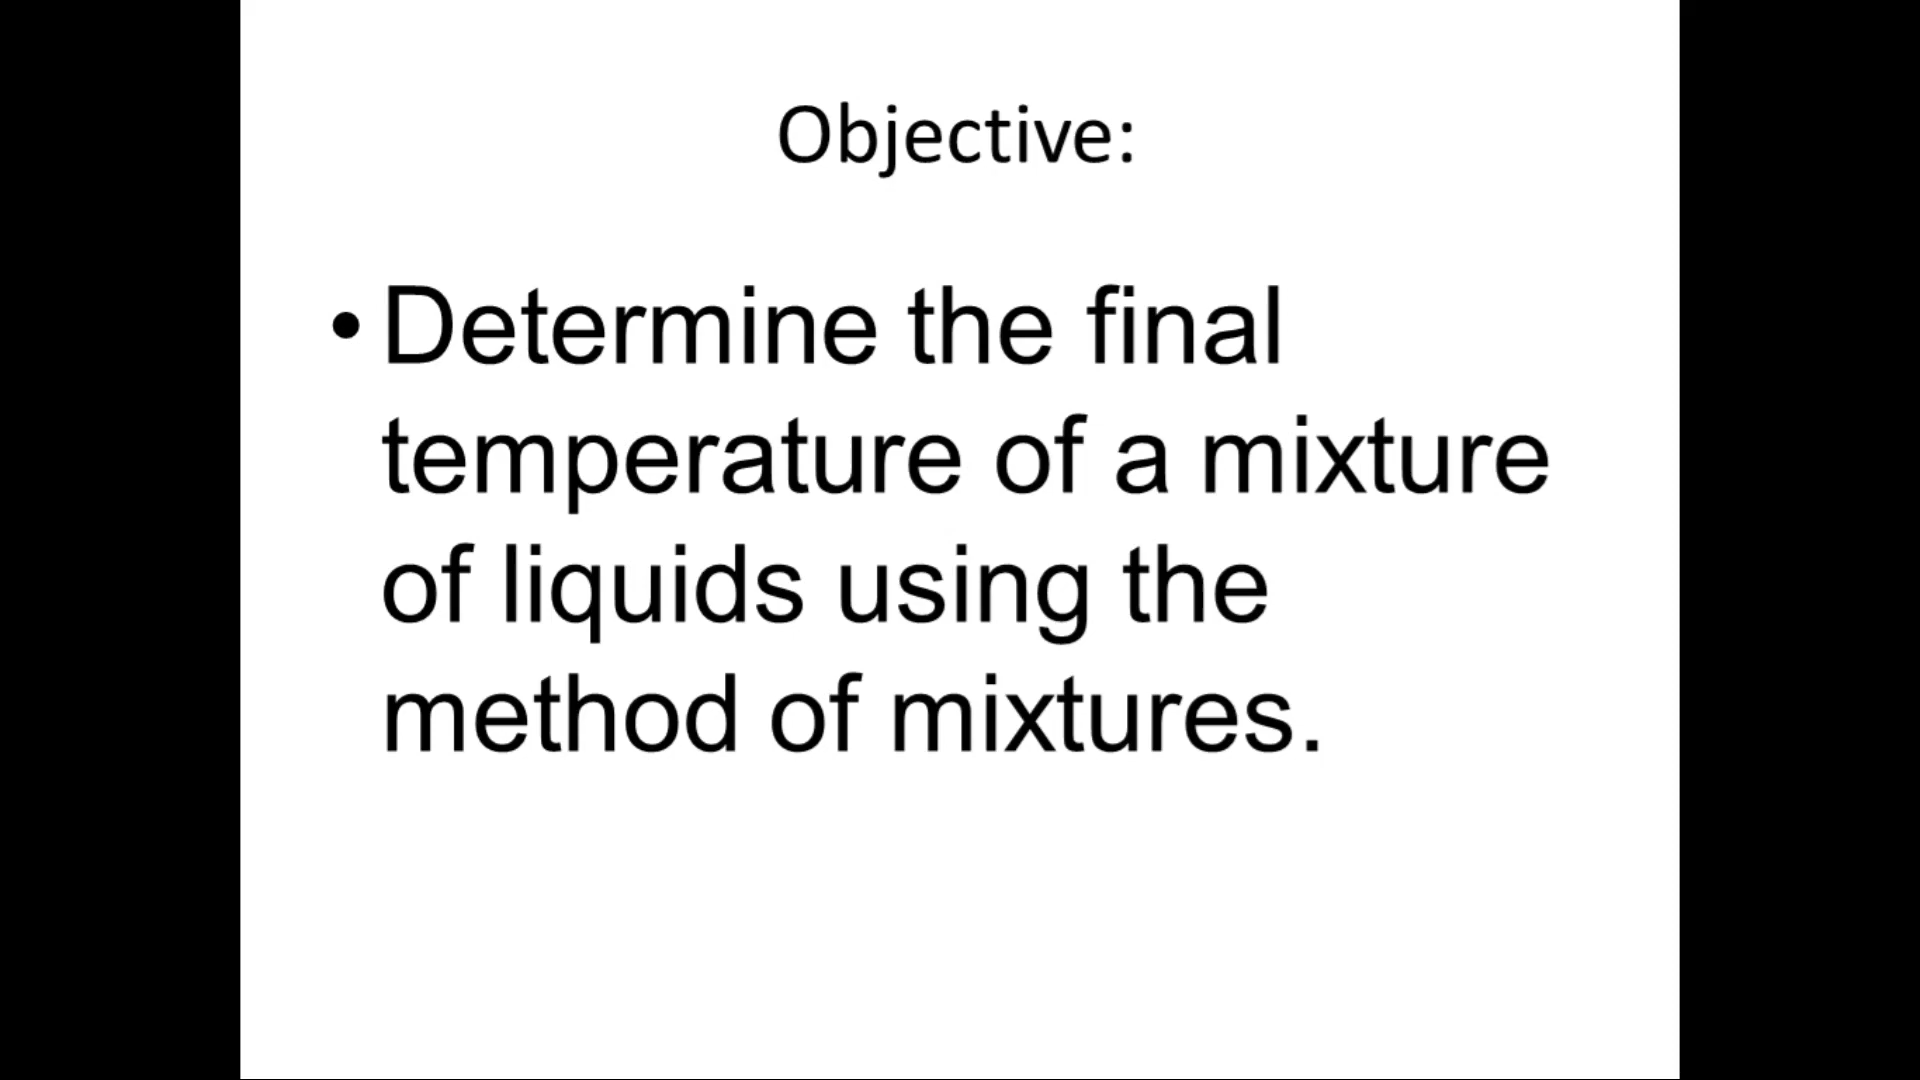 Objective:
• Determine the final
temperature of a mixture
of liquids using the
method of mixtures.